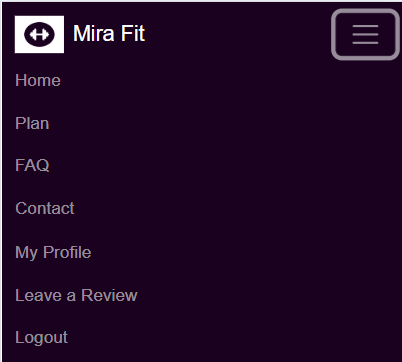 Mira Fit
Home
Plan
FAQ
Contact
My Profile
Leave a Review
Logout